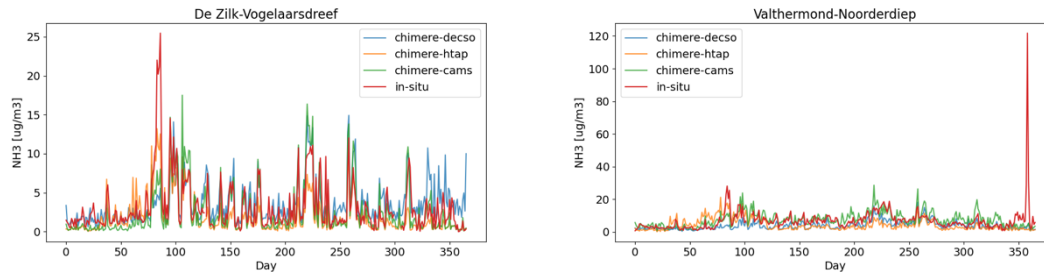 De Zilk-Vogelaarsdreef
chimere-decso
chimere-htap
chimere-cams
in-situ
25
20
15
10
5
0
NH3 [ug/m3]
0 50 100 150 200 250 300 350
Day
Valthermond-Noorderdiep
chimere-decso
chimere-htap
chimere-cams
in-situ
120
100
80
60
40
20
0
NH3 [ug/m3]
0 50 100 150 200 250 300 350
Day